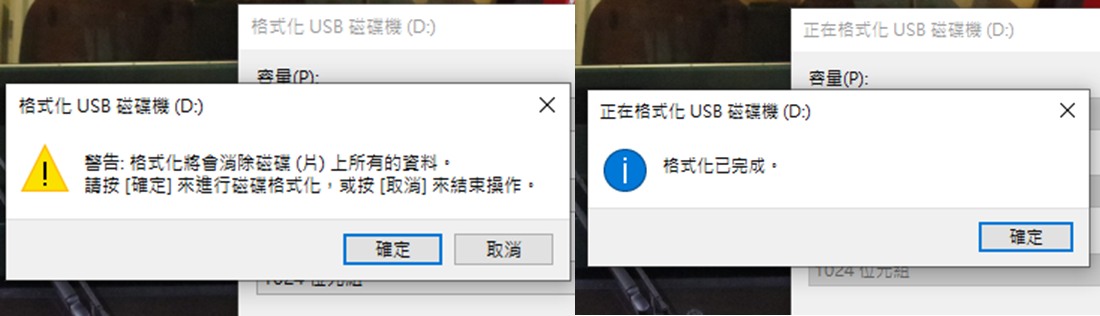 格式化 USB 磁碟機 (D:)
容量(P):
格式化 USB 磁碟機 (D:)
警告: 格式化將會消除磁碟 (片) 上所有的資料。
請按 [確定] 來進行磁碟格式化，或按 [取消] 來結束操作。
確定
取消
1024 位元組
正在格式化 USB 磁碟機 (D:)
容量(P):
正在格式化 USB 磁碟機 (D:)
格式化已完成。
確定
1024 位元組